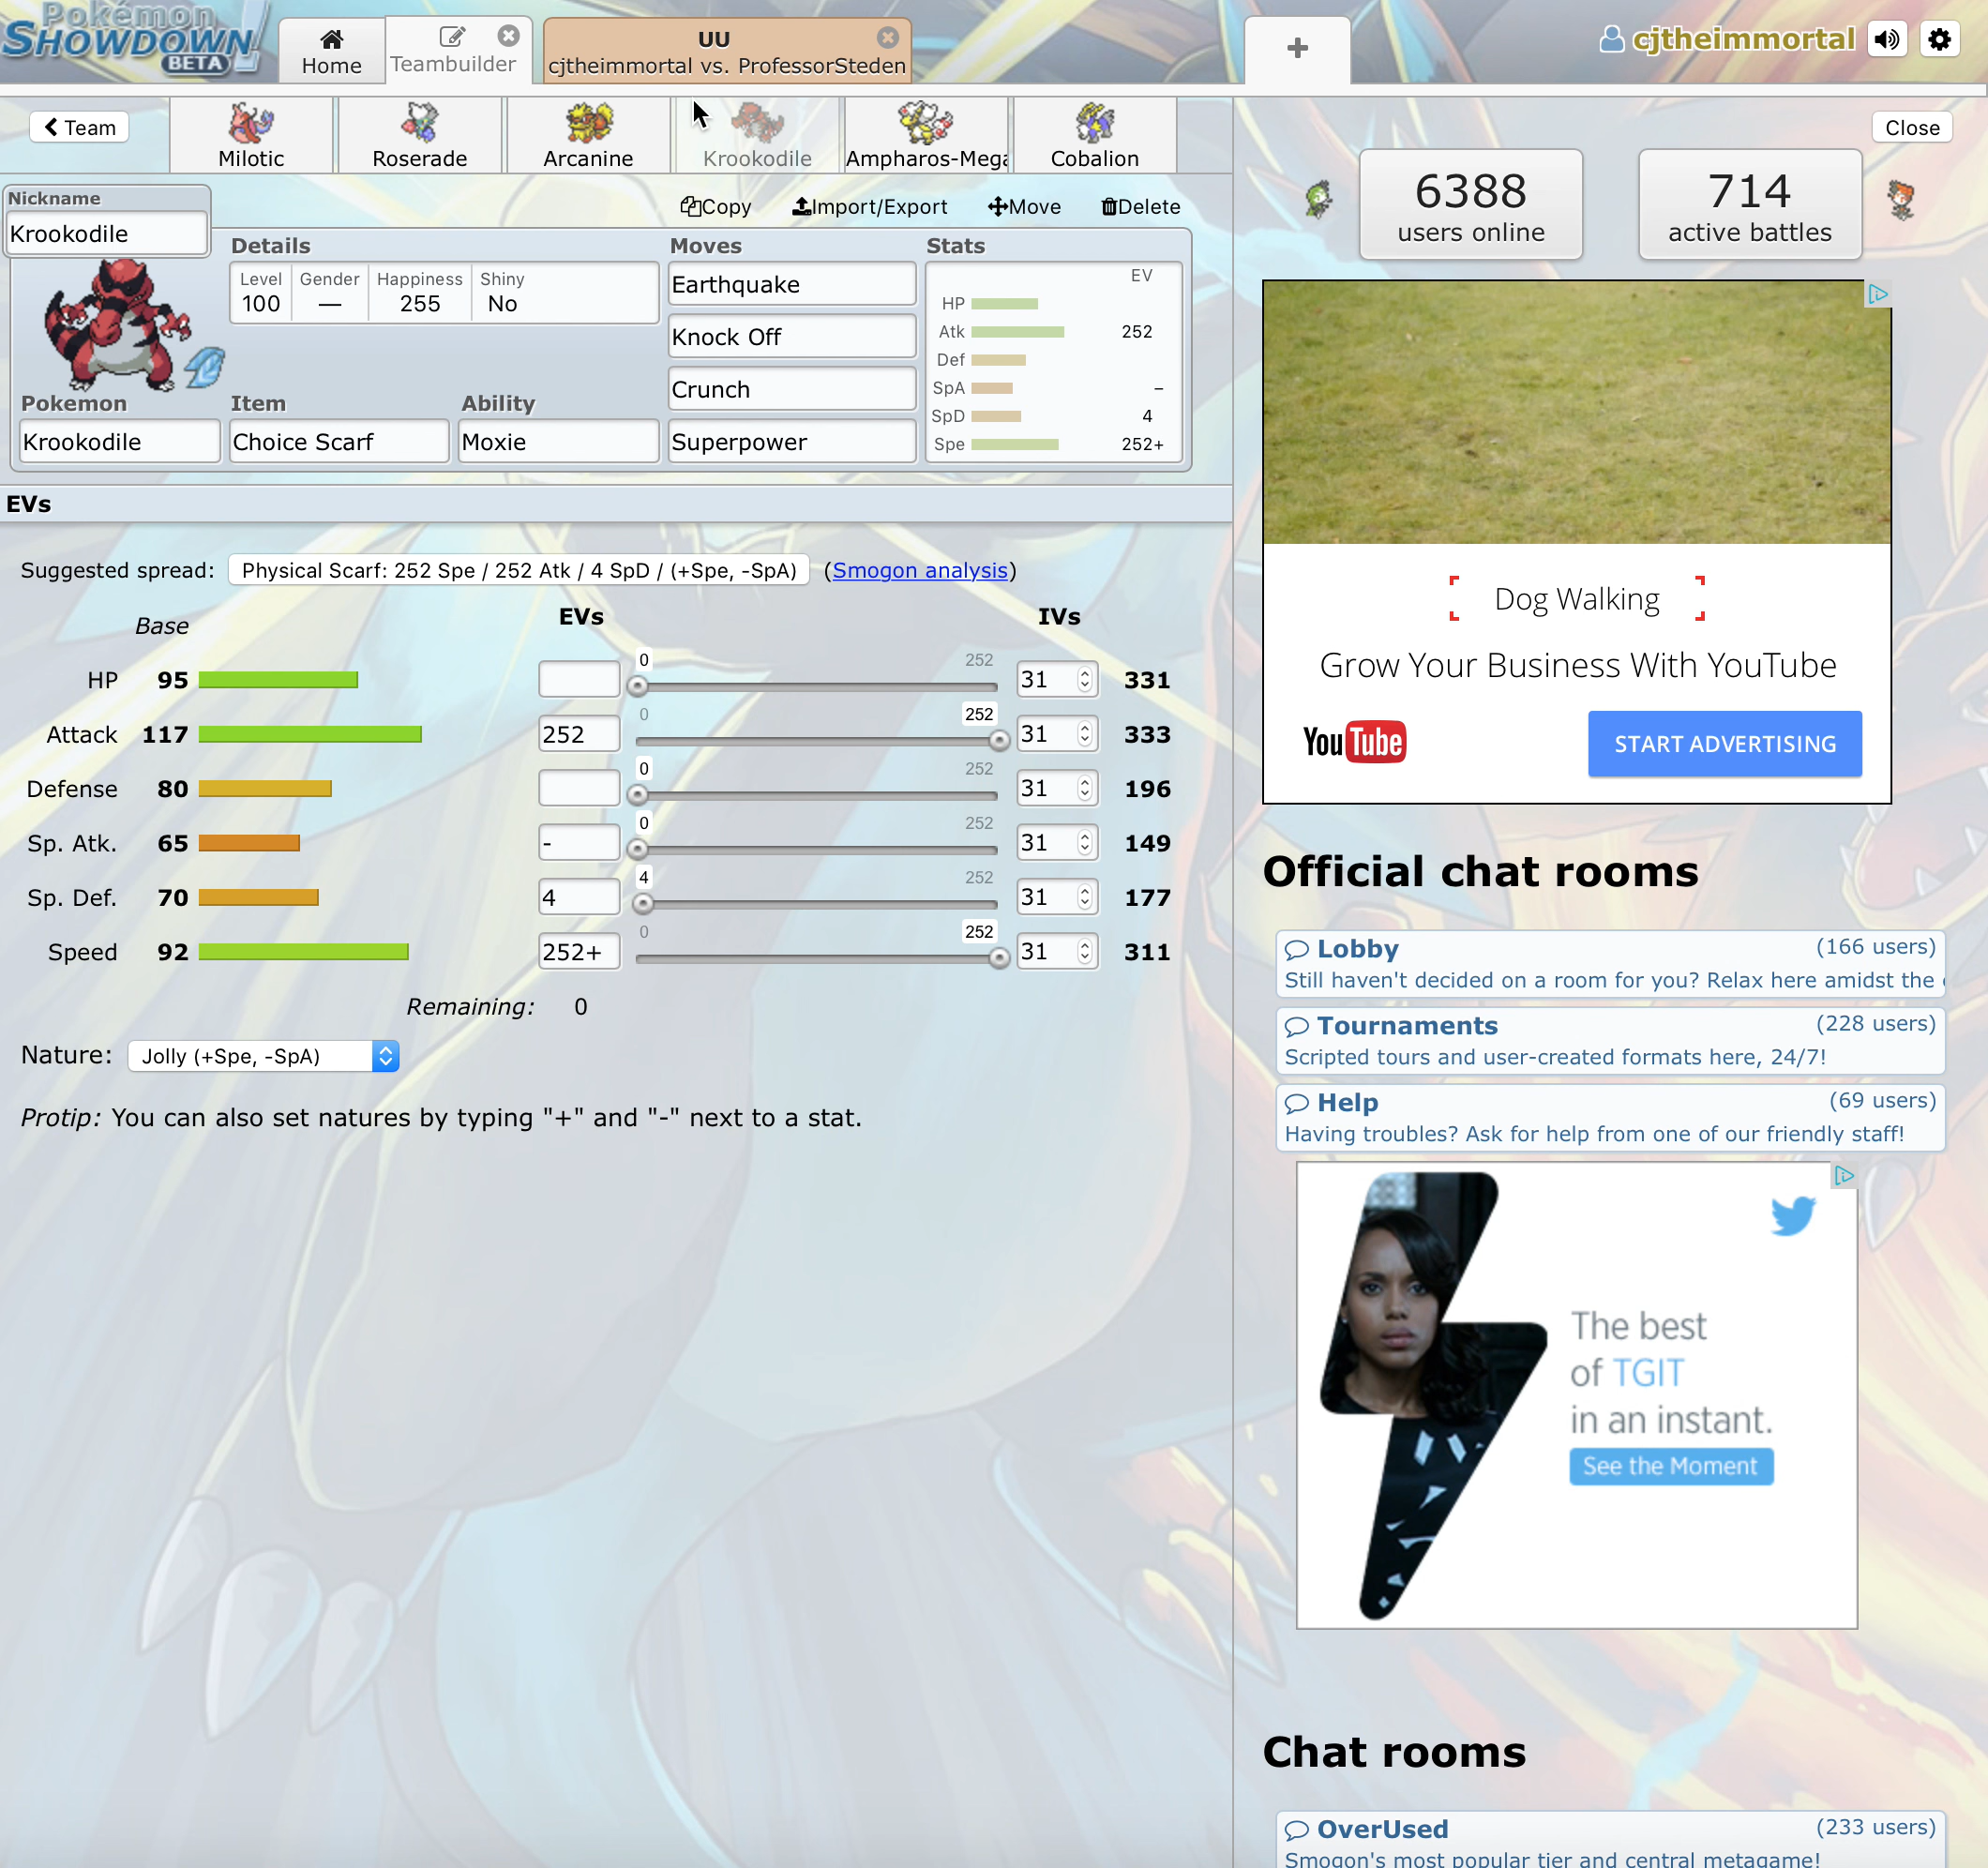 Pokémon
SHOWDOWN!
BETA
Home
Teambuilder
UU
cjtheimmortal vs. ProfessorSteden
cjtheimmortal
Team
Milotic
Roserade
Arcanine
Krookodile
Ampharos-Mega
Cobalion
Close
Nickname
Krookodile
Copy
Import/Export
Move
Delete
Details
Level
100
Gender
—
Happiness
255
Shiny
No
Pokemon
Krookodile
Item
Choice Scarf
Ability
Moxie
Moves
Earthquake
Knock Off
Crunch
Superpower
Stats
EV
HP
Atk 252
Def
SpA –
SpD 4
Spe 252+
EVs
Suggested spread: Physical Scarf: 252 Spe / 252 Atk / 4 SpD / (+Spe, -SpA) (Smogon analysis)
Base EVs IVs
HP 95 0 252 31 331
Attack 117 252 0 252 31 333
Defense 80 0 252 31 196
Sp. Atk. 65 - 0 252 31 149
Sp. Def. 70 4 4 252 31 177
Speed 92 252+ 0 252 31 311
Remaining: 0
Nature: Jolly (+Spe, -SpA)
Protip: You can also set natures by typing "+" and "-" next to a stat.
6388
users online
714
active battles
Dog Walking
Grow Your Business With YouTube
YouTube
START ADVERTISING
Official chat rooms
Lobby (166 users)
Still haven't decided on a room for you? Relax here amidst the
Tournaments (228 users)
Scripted tours and user-created formats here, 24/7!
Help (69 users)
Having troubles? Ask for help from one of our friendly staff!
The best
of TGIT
in an instant.
See the Moment
Chat rooms
OverUsed (233 users)
Smogon's most popular tier and central metagame!